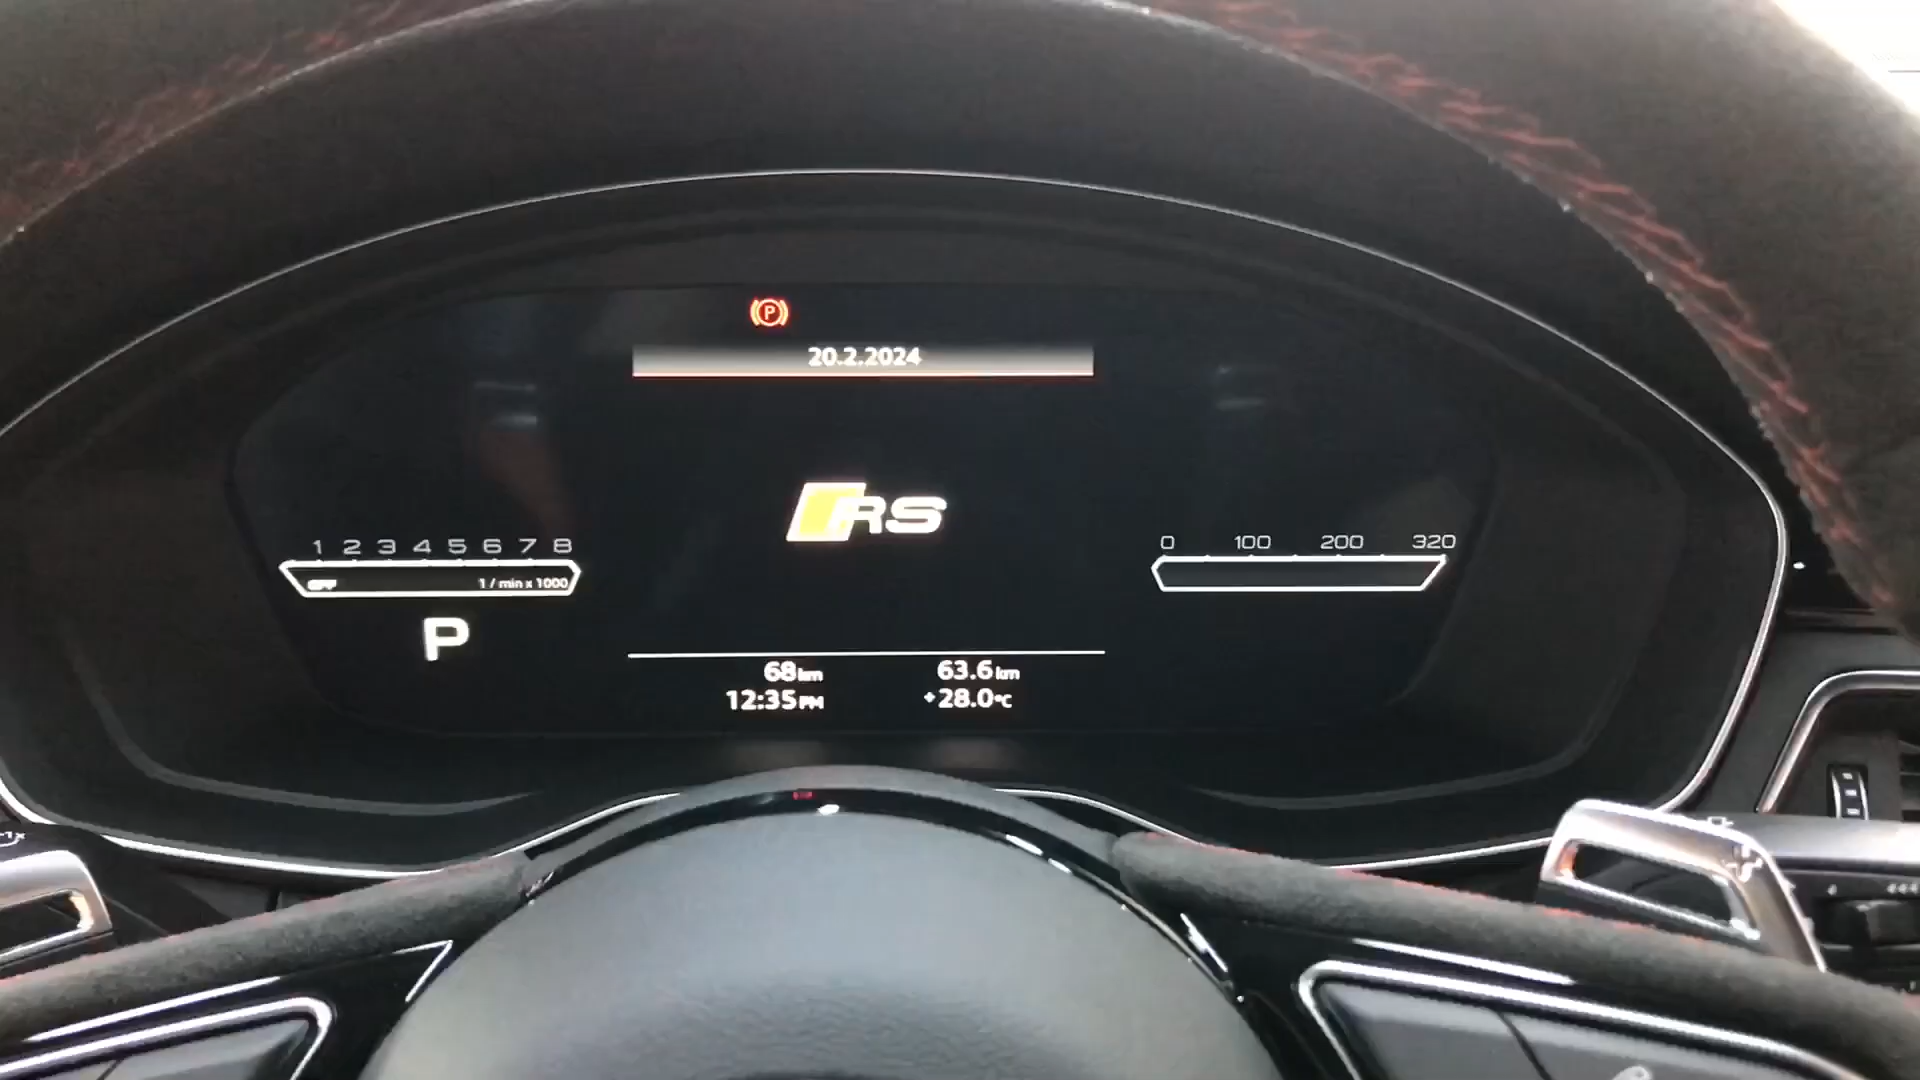 P
20.2.2024
RS
1 2 3 4 5 6 7 8
OFF 1 / min x 1000
0 100 200 320
P
68 km 63.6 km
12:35 PM +28.0 °C